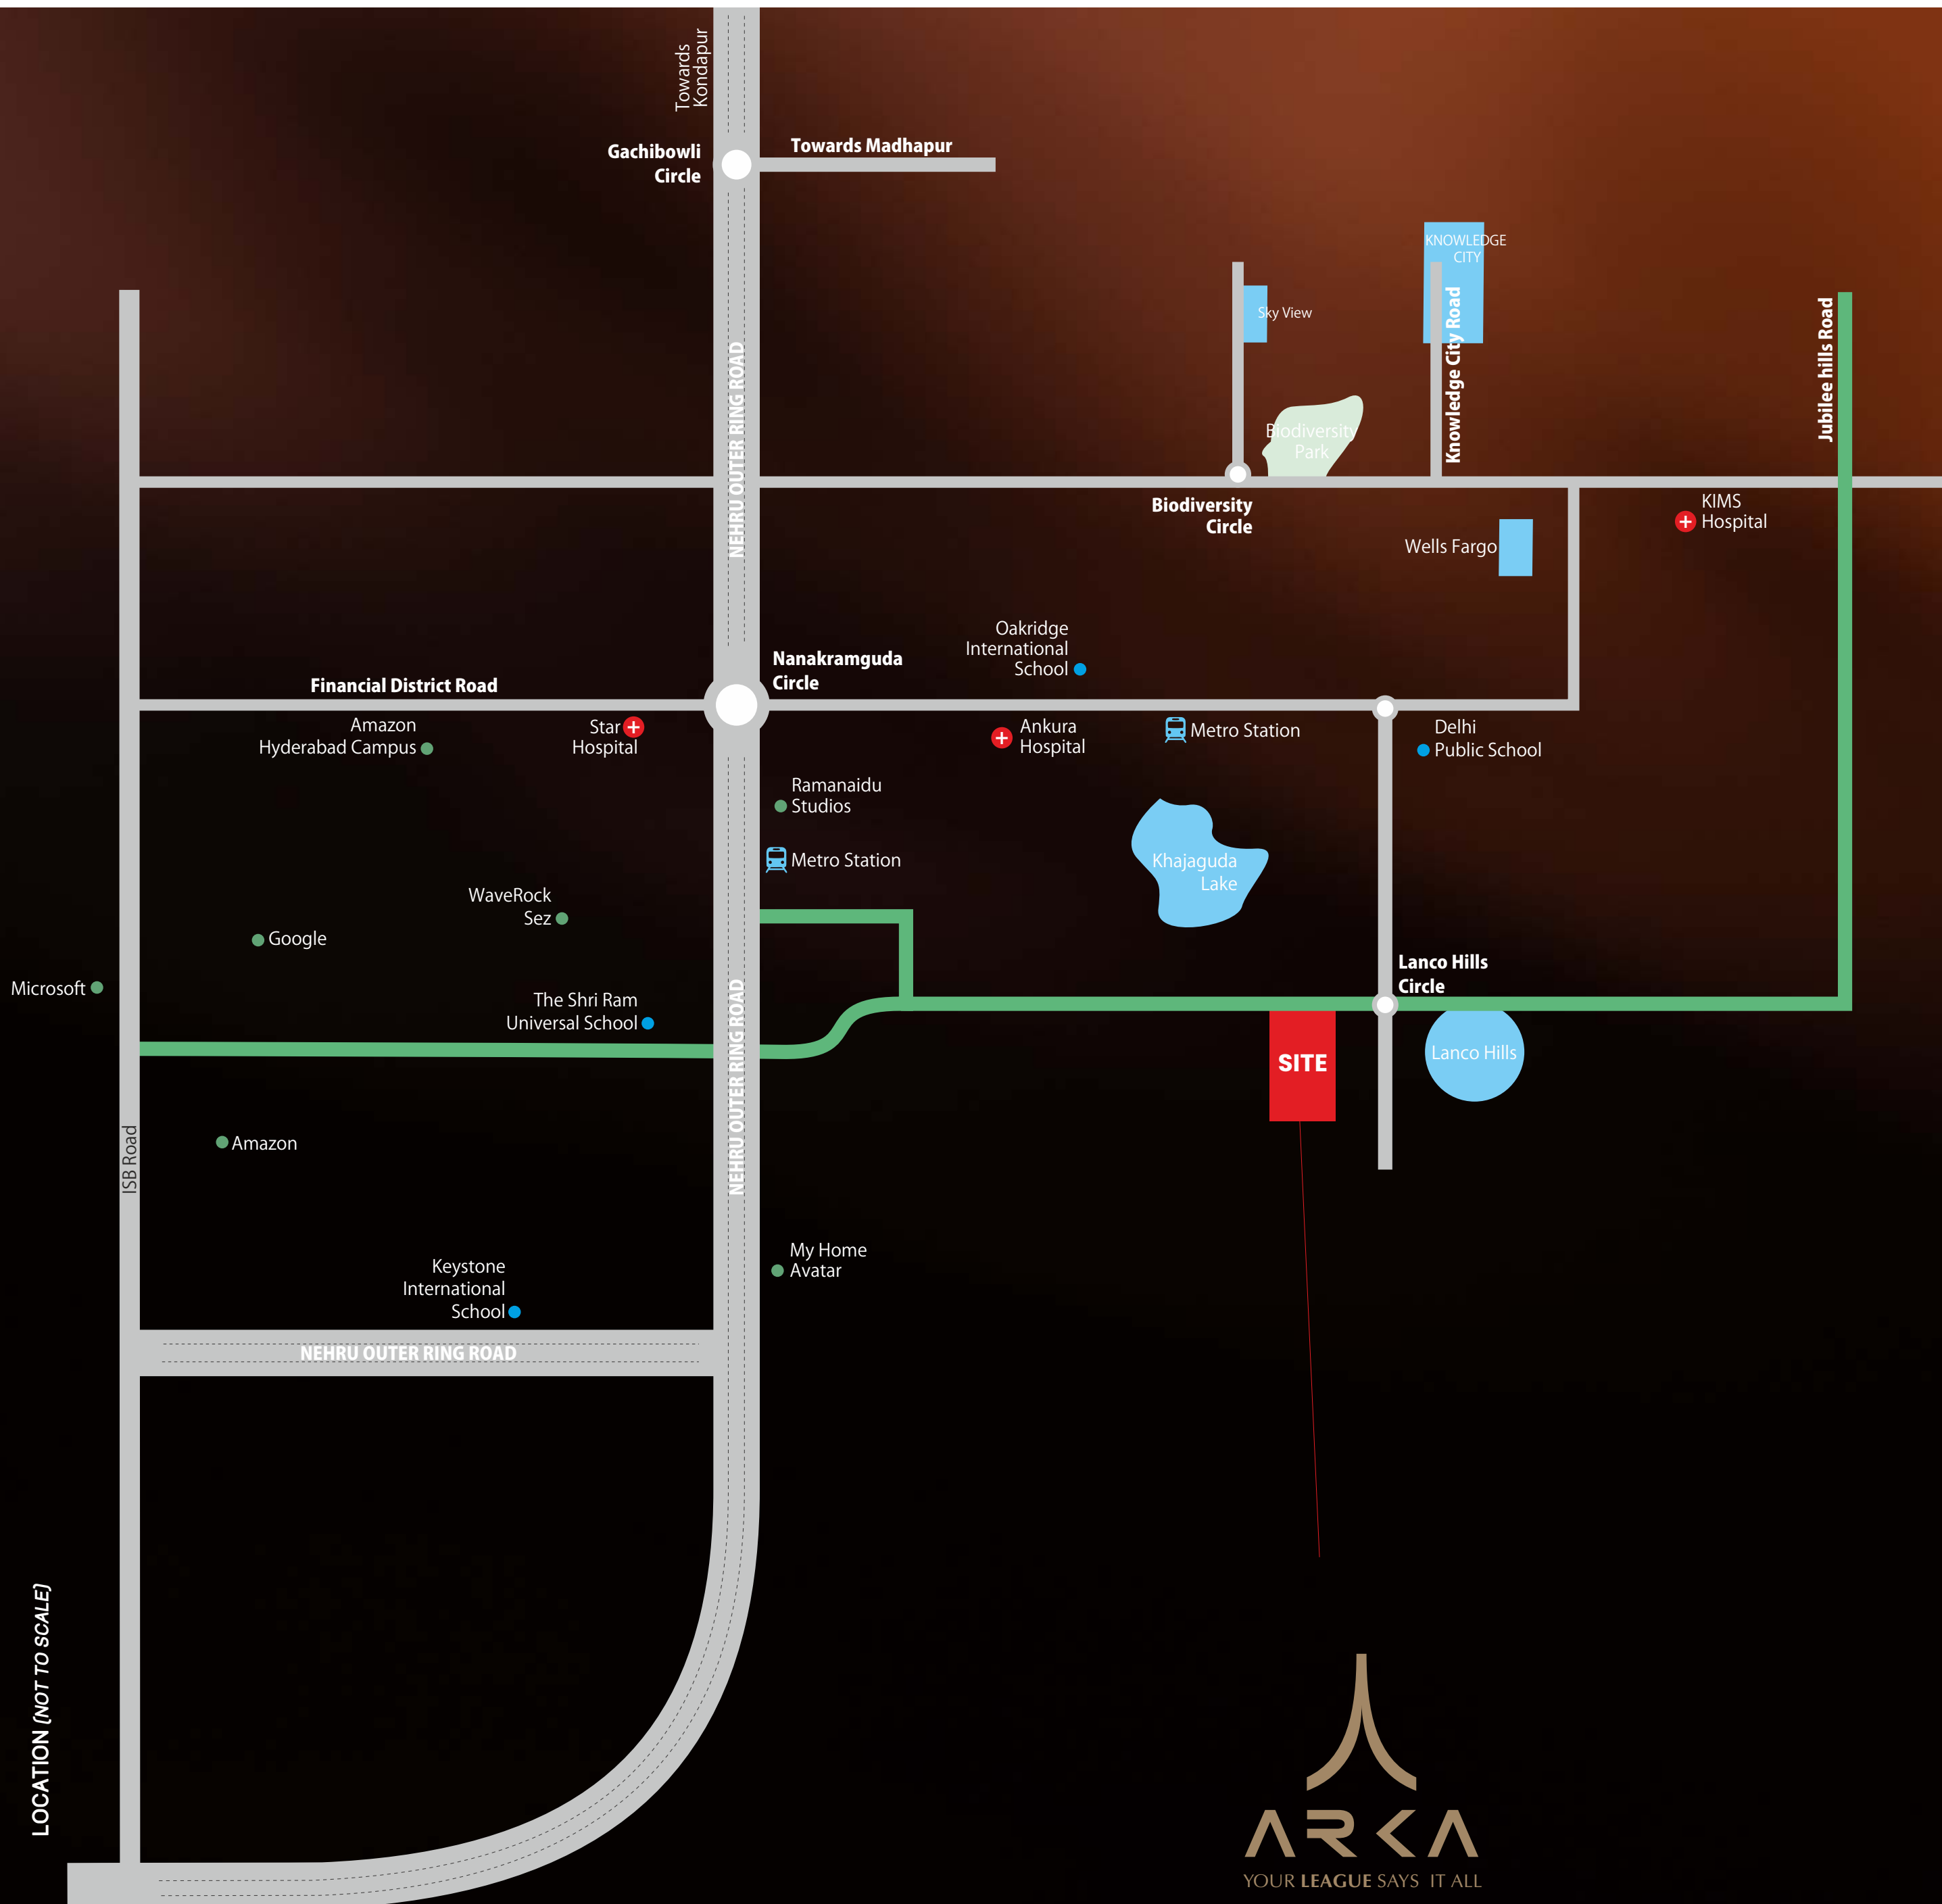 Towards
Kondapur
Gachibowli
Circle
Towards Madhapur
KNOWLEDGE
CITY
Sky View
Knowledge City Road
Jubilee hills Road
NEHRU OUTER RING ROAD
Biodiversity
Park
Biodiversity
Circle
KIMS
Hospital
Wells Fargo
Oakridge
International
School
Nanakramguda
Circle
Financial District Road
Amazon
Hyderabad Campus
Star
Hospital
Ankura
Hospital
Metro Station
Delhi
Public School
Ramanaidu
Studios
Metro Station
Khajaguda
Lake
WaveRock
Sez
Google
Microsoft
Lanco Hills
Circle
The Shri Ram
Universal School
NEHRU OUTER RING ROAD
SITE
Lanco Hills
ISB Road
Amazon
My Home
Avatar
Keystone
International
School
NEHRU OUTER RING ROAD
LOCATION (NOT TO SCALE)
ARKA
YOUR LEAGUE SAYS IT ALL